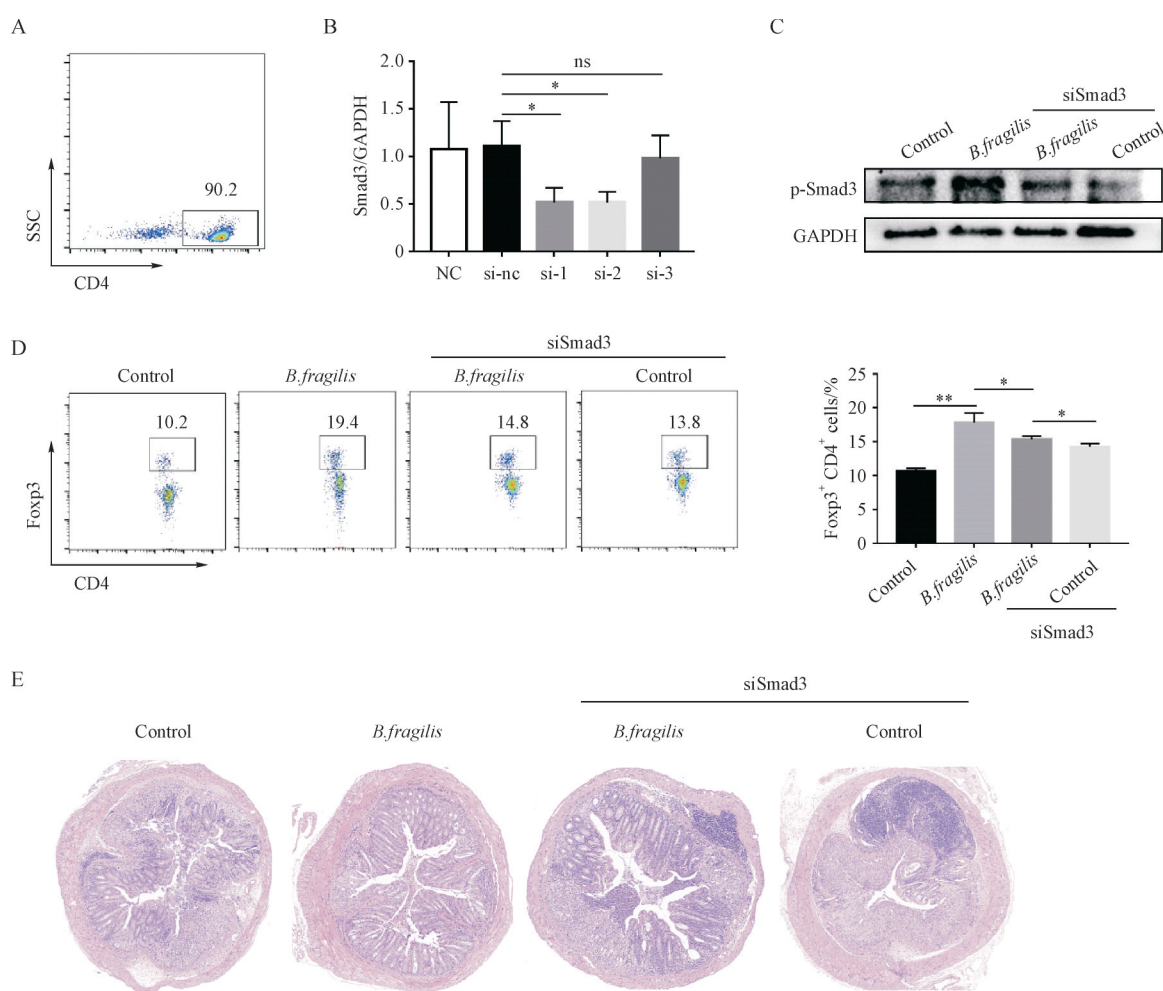 A
SSC
90.2
CD4
B
Smad3/GAPDH
2.0
1.5
1.0
0.5
0
ns
*
*
NC si-nc si-1 si-2 si-3
C
siSmad3
Control B.fragilis B.fragilis Control
p-Smad3
GAPDH
D
siSmad3
Control B.fragilis B.fragilis Control
10.2 19.4 14.8 13.8
Foxp3
CD4
Foxp3+ CD4+ cells/%
25
20
15
10
5
0
** * *
Control B.fragilis B.fragilis Control
siSmad3
E
siSmad3
Control B.fragilis B.fragilis Control